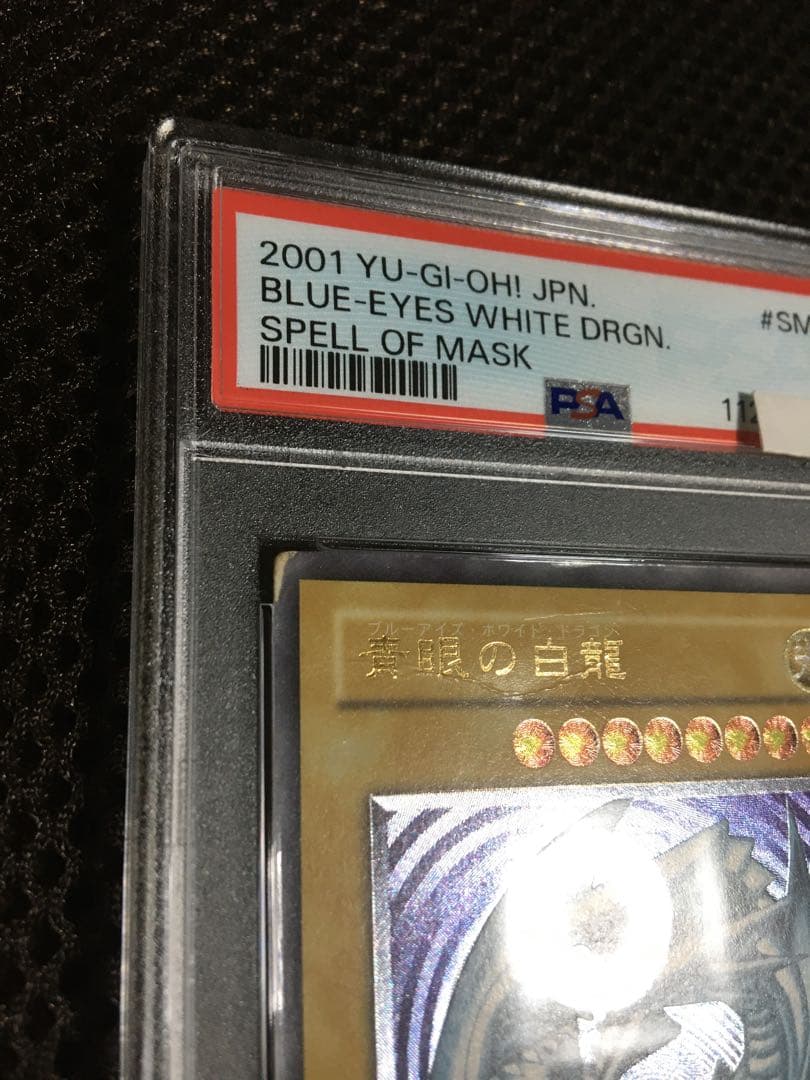 2001 YU-GI-OH! JPN.
BLUE-EYES WHITE DRGN. #SM
SPELL OF MASK
PSA 112
ブルーアイズ・ホワイト・ドラゴン
青眼の白龍